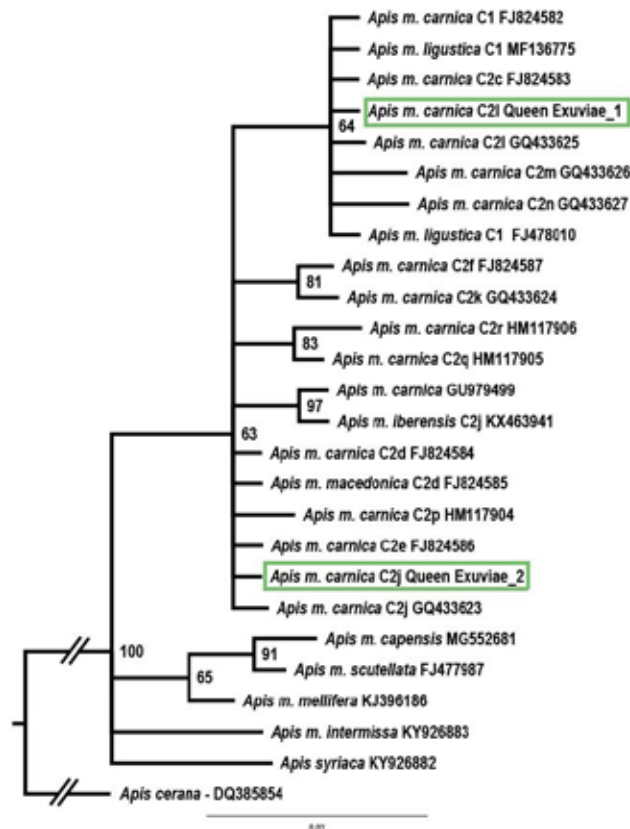 Apis m. carnica C1 FJ824582
Apis m. ligustica C1 MF136775
Apis m. carnica C2c FJ824583
Apis m. carnica C2l Queen Exuviae_1
64
Apis m. carnica C2l GQ433625
Apis m. carnica C2m GQ433626
Apis m. carnica C2n GQ433627
Apis m. ligustica C1 FJ478010
Apis m. carnica C2f FJ824587
81
Apis m. carnica C2k GQ433624
Apis m. carnica C2r HM117906
83
Apis m. carnica C2q HM117905
Apis m. carnica GU979499
97
Apis m. iberensis C2j KX463941
63
Apis m. carnica C2d FJ824584
Apis m. macedonica C2d FJ824585
Apis m. carnica C2p HM117904
Apis m. carnica C2e FJ824586
Apis m. carnica C2j Queen Exuviae_2
Apis m. carnica C2j GQ433623
Apis m. capensis MG552681
100
91
Apis m. scutellata FJ477987
65
Apis m. mellifera KJ396186
Apis m. intermissa KY926883
Apis syriaca KY926882
Apis cerana - DQ385854
0.02